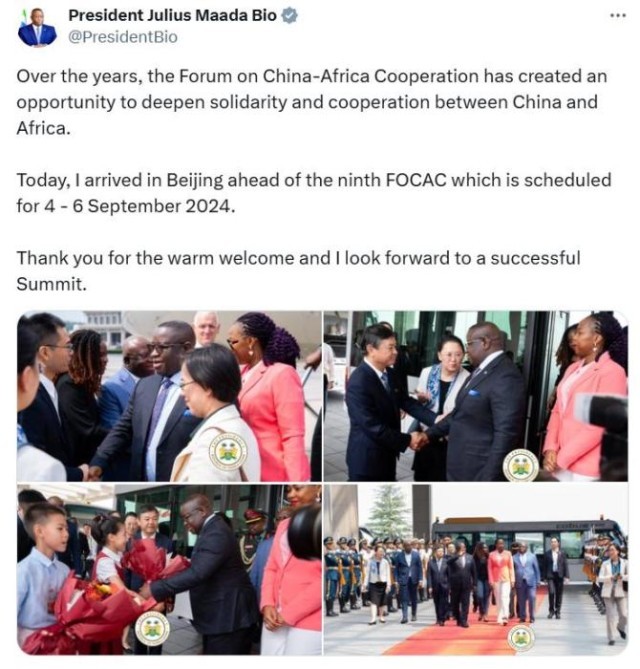 President Julius Maada Bio
@PresidentBio
Over the years, the Forum on China-Africa Cooperation has created an
opportunity to deepen solidarity and cooperation between China and
Africa.
Today, I arrived in Beijing ahead of the ninth FOCAC which is scheduled
for 4 - 6 September 2024.
Thank you for the warm welcome and I look forward to a successful
Summit.